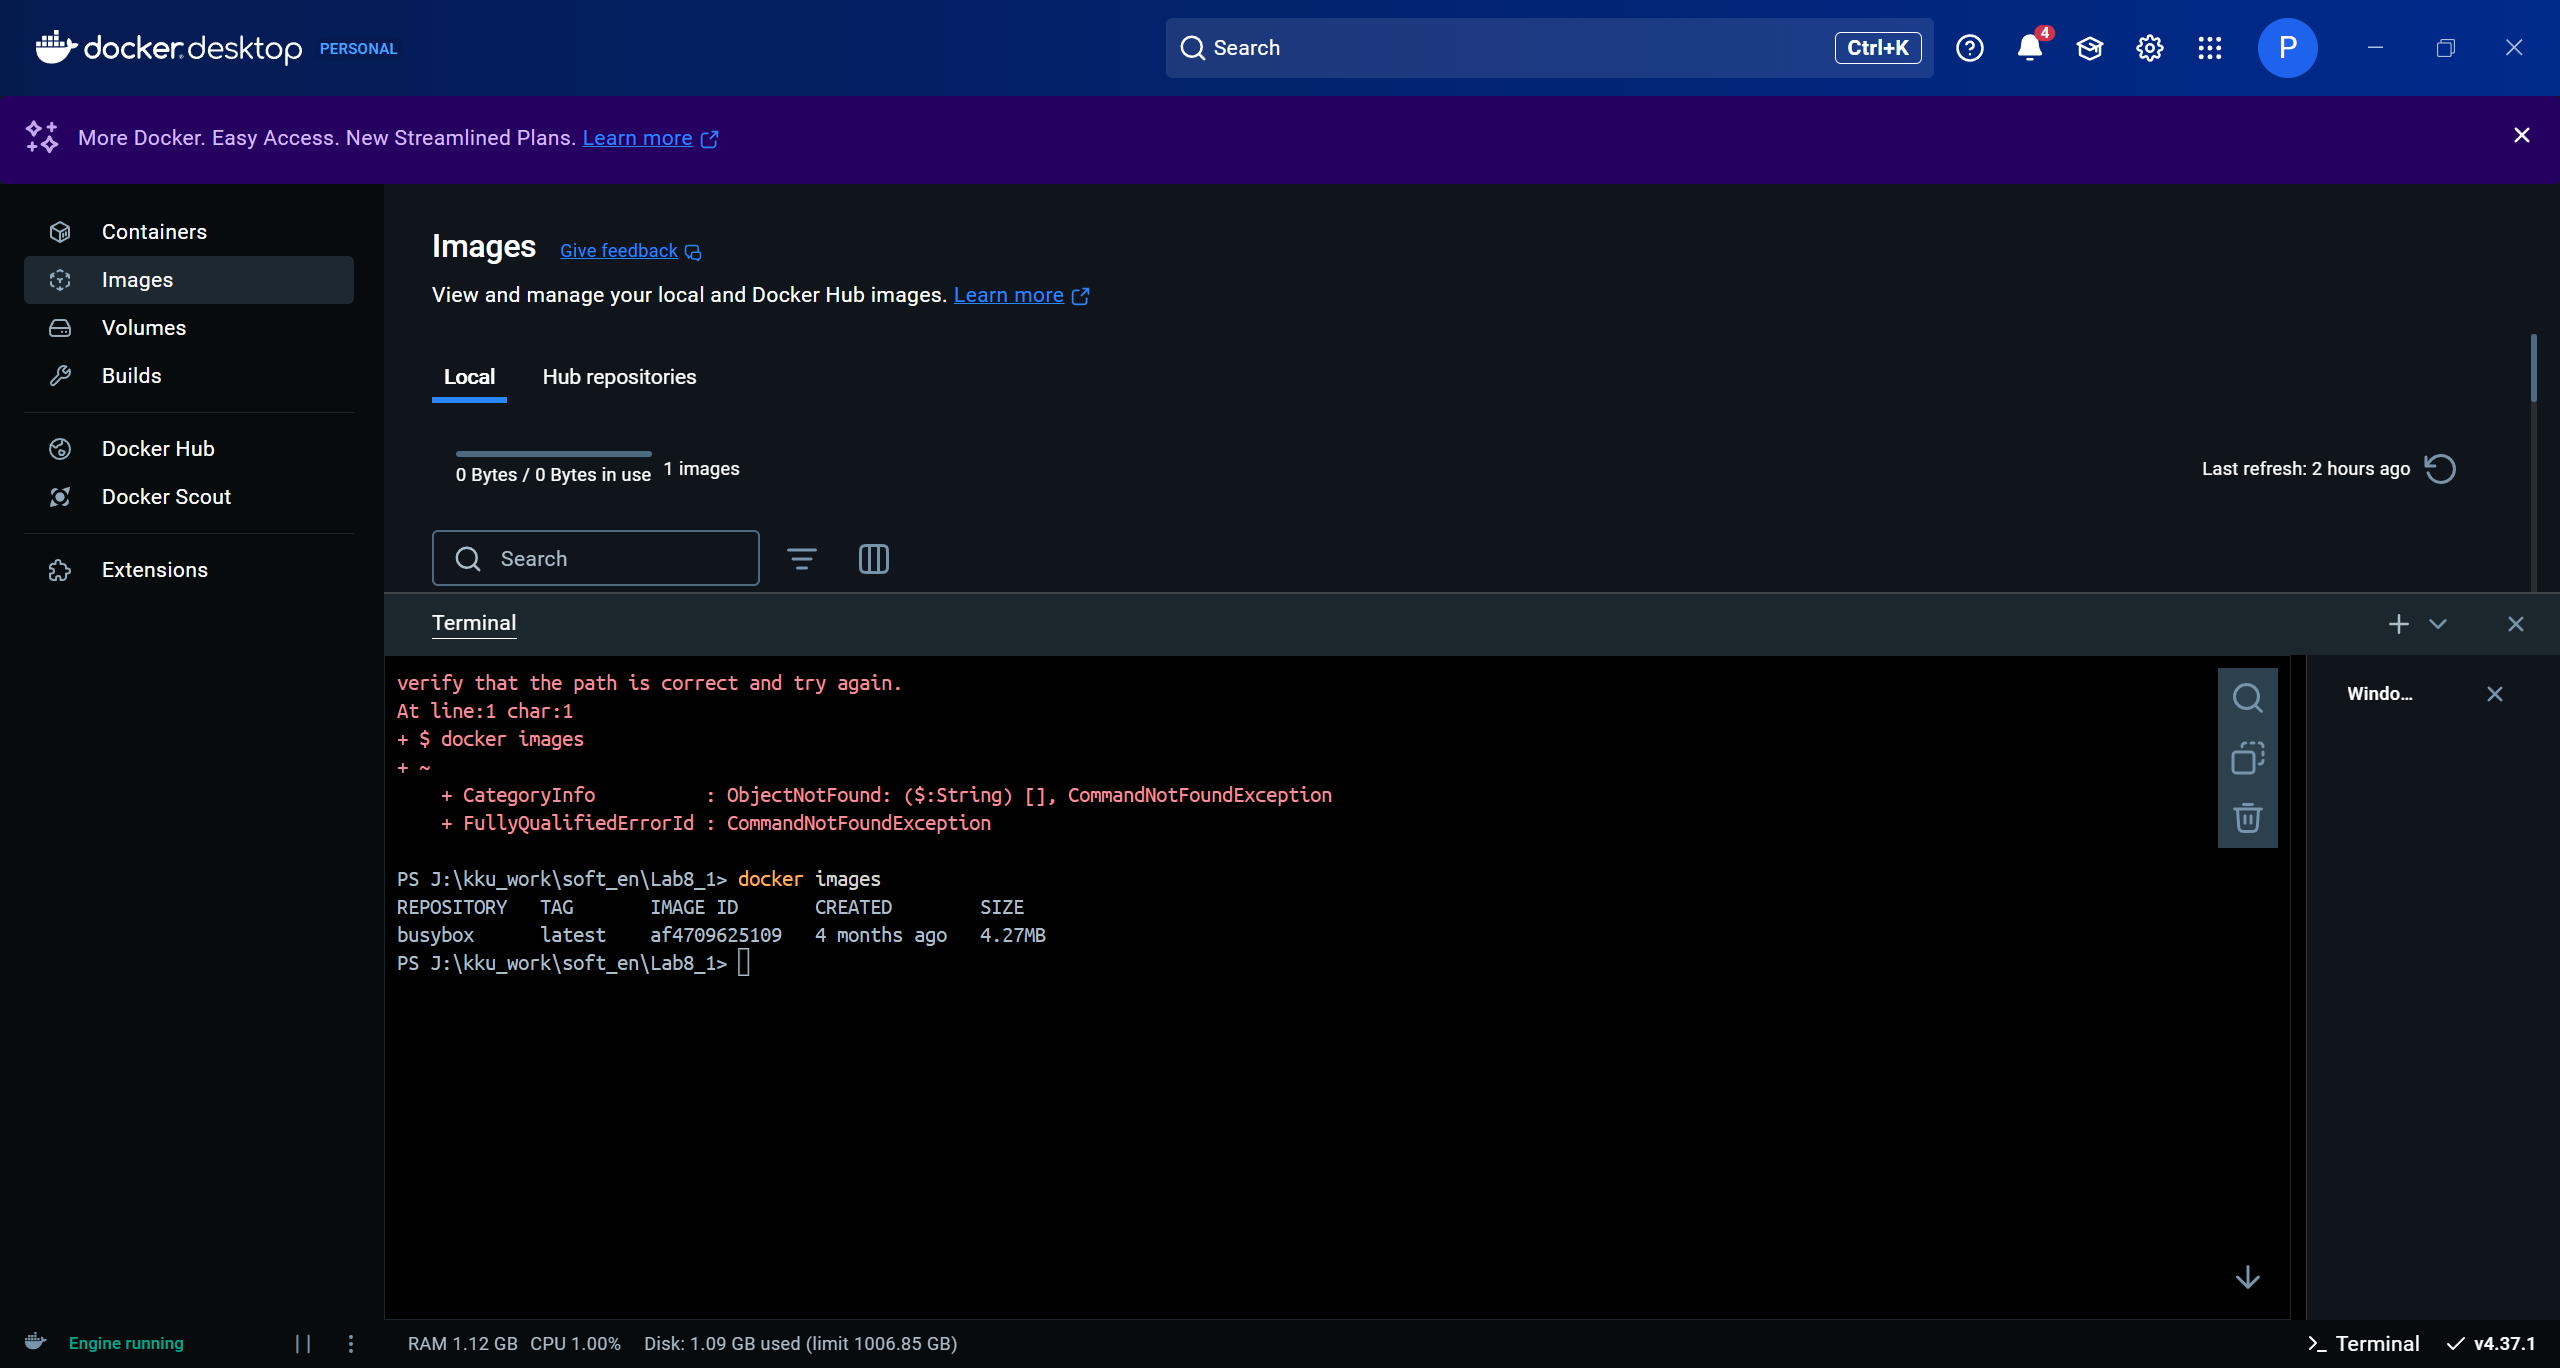 docker.desktop PERSONAL
Search Ctrl+K 4 P
More Docker. Easy Access. New Streamlined Plans. Learn more
Containers
Images
Volumes
Builds
Docker Hub
Docker Scout
Extensions
Images Give feedback
View and manage your local and Docker Hub images. Learn more
Local Hub repositories
0 Bytes / 0 Bytes in use 1 images
Last refresh: 2 hours ago
Search
Terminal
Windo...
verify that the path is correct and try again.
At line:1 char:1
+ $ docker images
+ ~
    + CategoryInfo          : ObjectNotFound: ($:String) [], CommandNotFoundException
    + FullyQualifiedErrorId : CommandNotFoundException
PS J:\kku_work\soft_en\Lab8_1> docker images
REPOSITORY   TAG       IMAGE ID       CREATED        SIZE
busybox      latest    af4709625109   4 months ago   4.27MB
PS J:\kku_work\soft_en\Lab8_1>
Engine running
RAM 1.12 GB CPU 1.00% Disk: 1.09 GB used (limit 1006.85 GB)
>_ Terminal v4.37.1